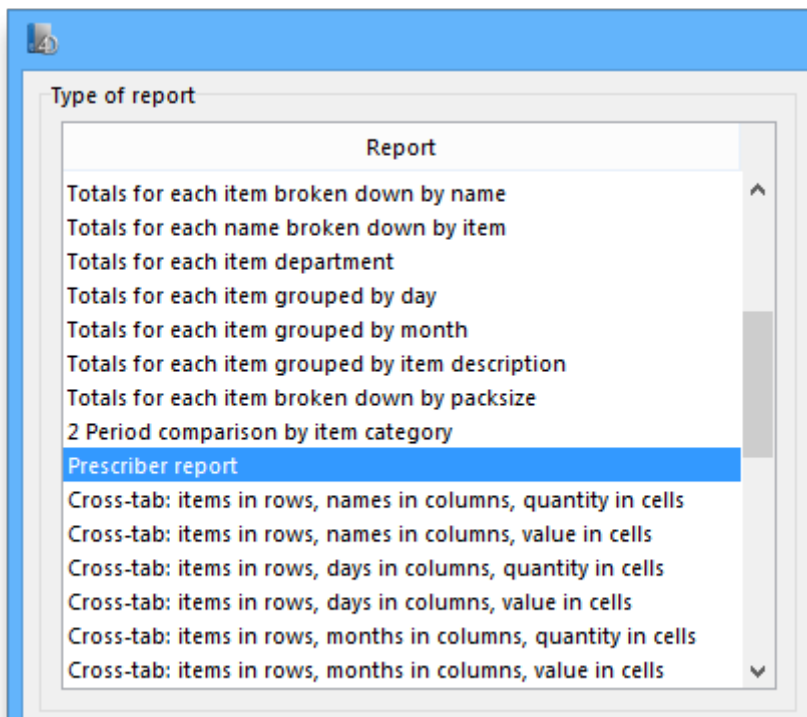 Type of report
Report
Totals for each item broken down by name
Totals for each name broken down by item
Totals for each item department
Totals for each item grouped by day
Totals for each item grouped by month
Totals for each item grouped by item description
Totals for each item broken down by packsize
2 Period comparison by item category
Prescriber report
Cross-tab: items in rows, names in columns, quantity in cells
Cross-tab: items in rows, names in columns, value in cells
Cross-tab: items in rows, days in columns, quantity in cells
Cross-tab: items in rows, days in columns, value in cells
Cross-tab: items in rows, months in columns, quantity in cells
Cross-tab: items in rows, months in columns, value in cells